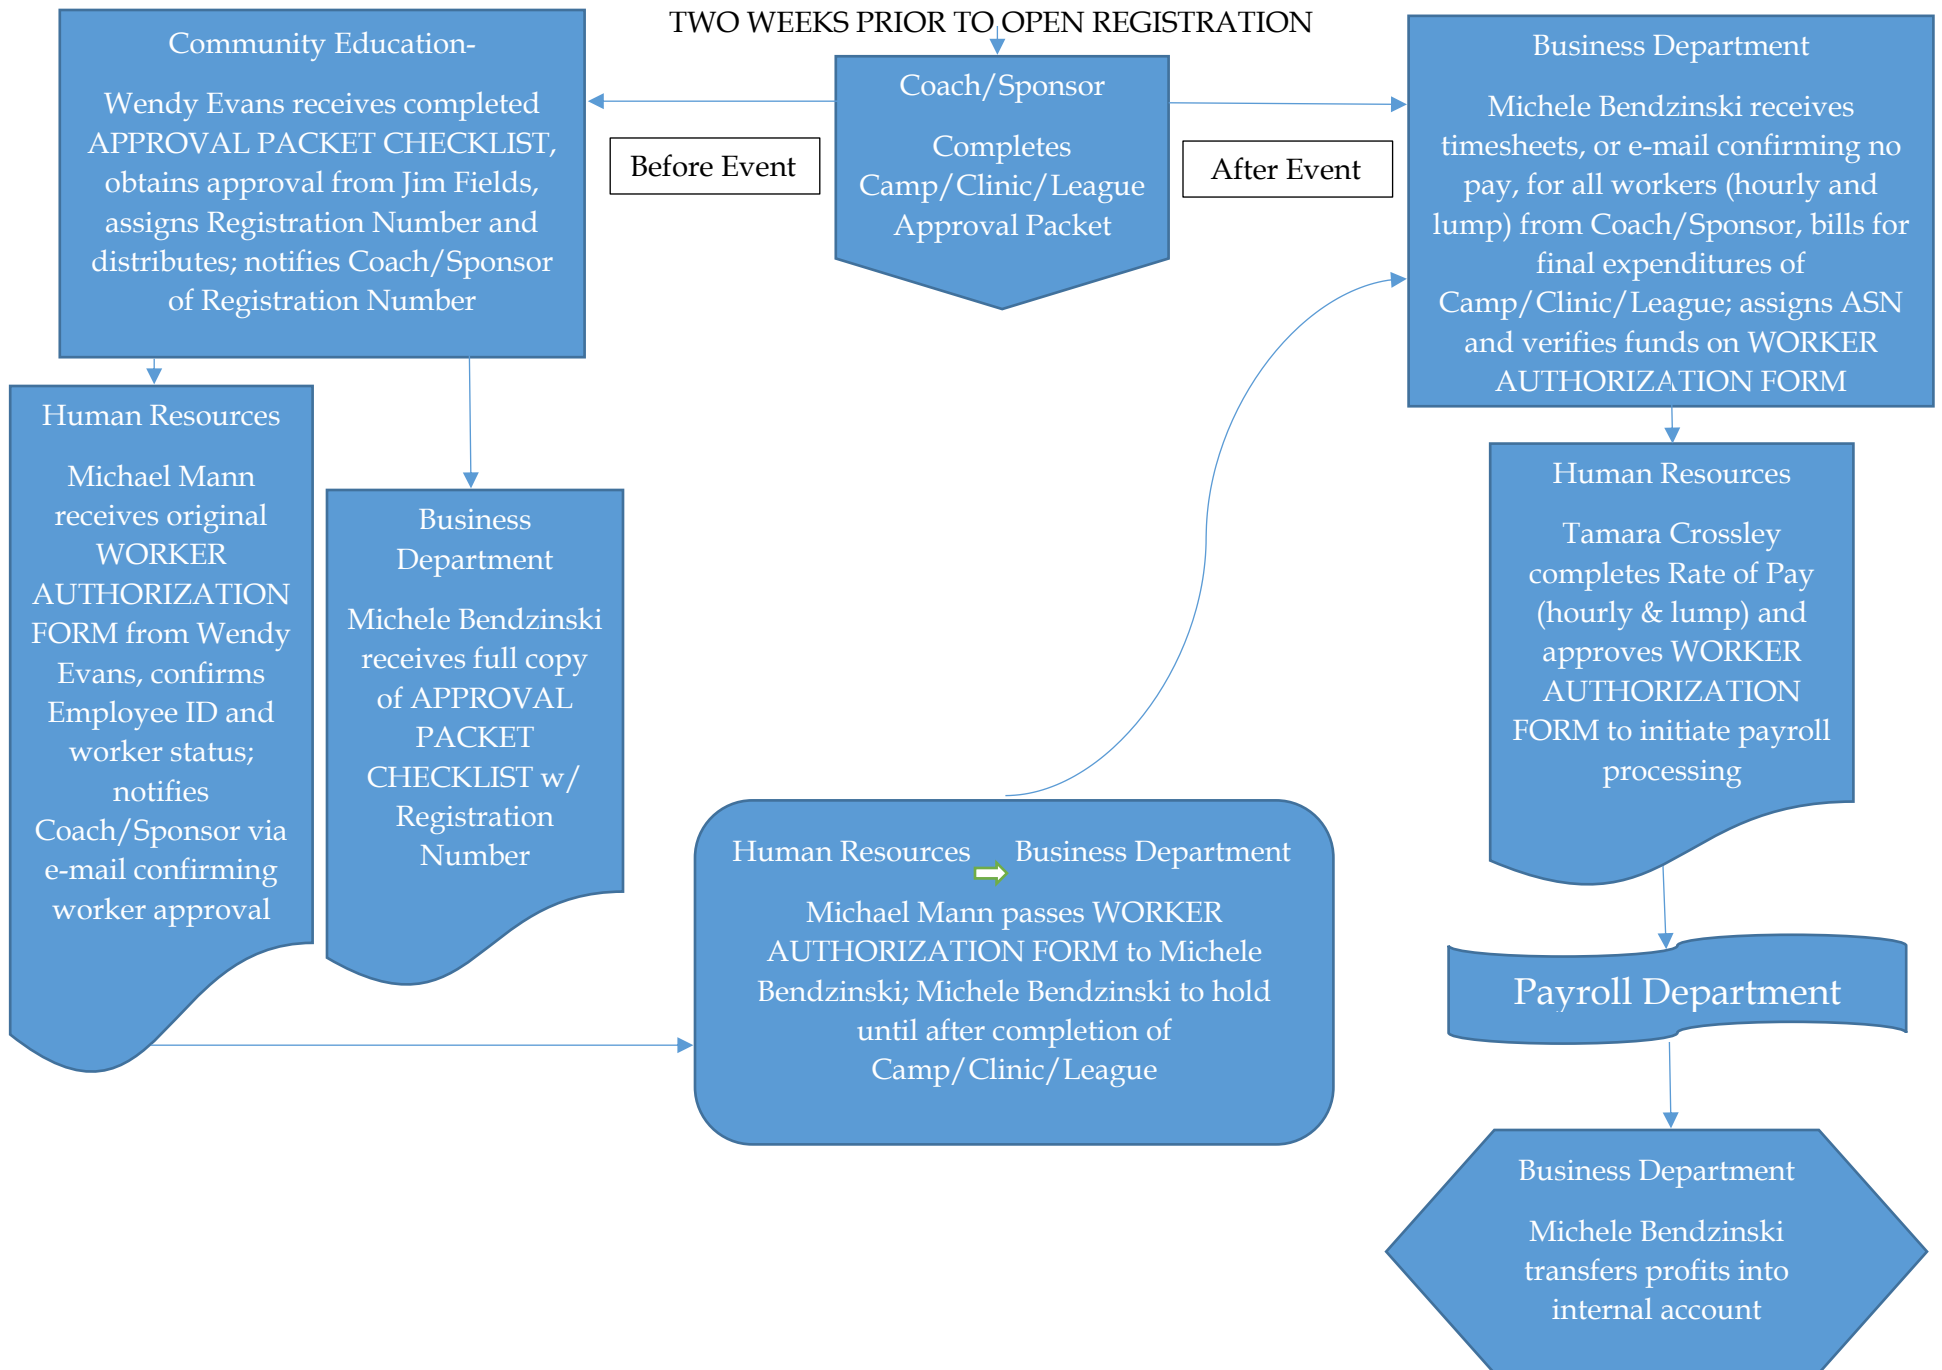 TWO WEEKS PRIOR TO OPEN REGISTRATION
Community Education-
Wendy Evans receives completed
APPROVAL PACKET CHECKLIST,
obtains approval from Jim Fields,
assigns Registration Number and
distributes; notifies Coach/Sponsor
of Registration Number
Before Event
Coach/Sponsor
Completes
Camp/Clinic/League
Approval Packet
After Event
Business Department
Michele Bendzinski receives
timesheets, or e-mail confirming no
pay, for all workers (hourly and
lump) from Coach/Sponsor, bills for
final expenditures of
Camp/Clinic/League; assigns ASN
and verifies funds on WORKER
AUTHORIZATION FORM
Human Resources
Michael Mann
receives original
WORKER
AUTHORIZATION
FORM from Wendy
Evans, confirms
Employee ID and
worker status;
notifies
Coach/Sponsor via
e-mail confirming
worker approval
Business
Department
Michele Bendzinski
receives full copy
of APPROVAL
PACKET
CHECKLIST w/
Registration
Number
Human Resources Business Department
Michael Mann passes WORKER
AUTHORIZATION FORM to Michele
Bendzinski; Michele Bendzinski to hold
until after completion of
Camp/Clinic/League
Human Resources
Tamara Crossley
completes Rate of Pay
(hourly & lump) and
approves WORKER
AUTHORIZATION
FORM to initiate payroll
processing
Payroll Department
Business Department
Michele Bendzinski
transfers profits into
internal account